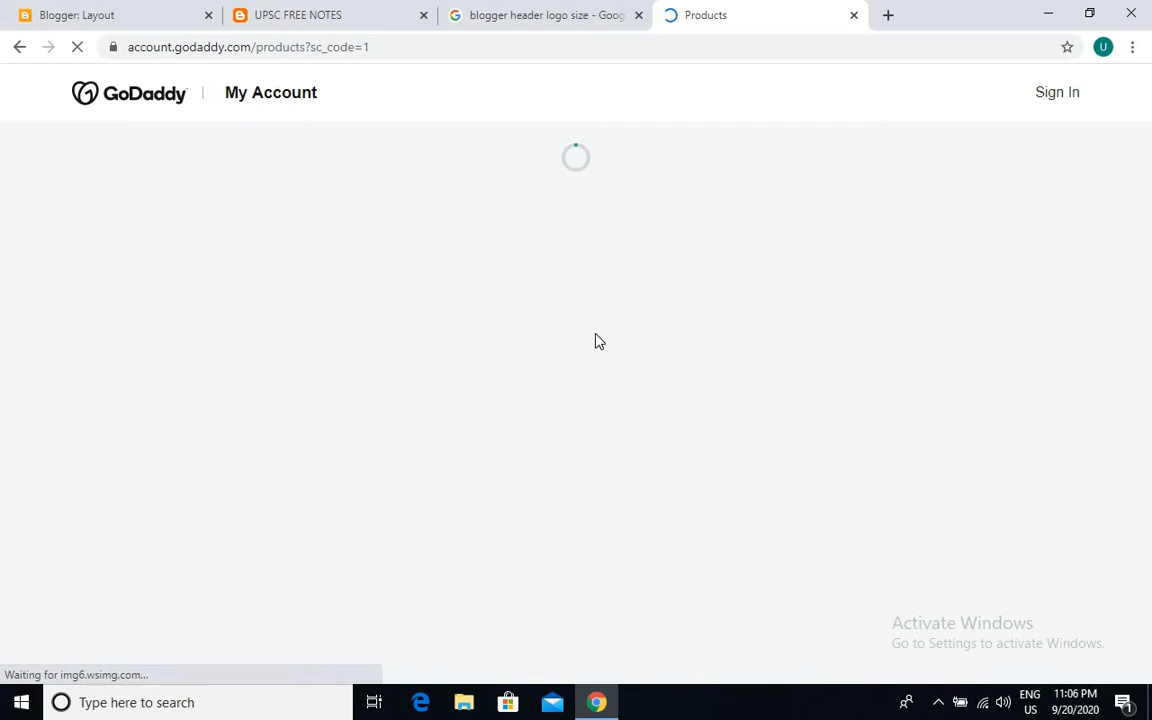 Blogger: Layout
UPSC FREE NOTES
blogger header logo size - Goog
Products
account.godaddy.com/products?sc_code=1
U
GoDaddy
My Account
Sign In
Activate Windows
Go to Settings to activate Windows.
Waiting for img6.wsimg.com...
Type here to search
ENG
US
11:06 PM
9/20/2020
1